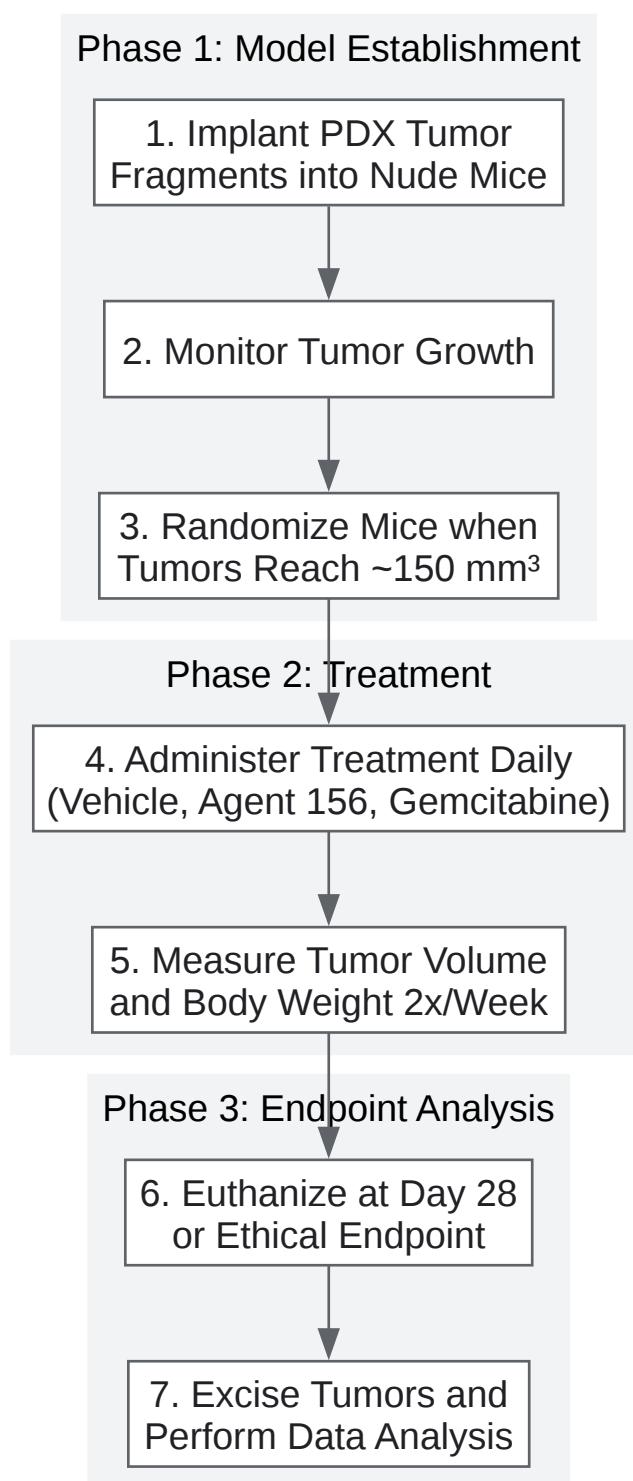 Phase 1: Model Establishment
1. Implant PDX Tumor
Fragments into Nude Mice
2. Monitor Tumor Growth
3. Randomize Mice when
Tumors Reach ~150 mm³
Phase 2: Treatment
4. Administer Treatment Daily
(Vehicle, Agent 156, Gemcitabine)
5. Measure Tumor Volume
and Body Weight 2x/Week
Phase 3: Endpoint Analysis
6. Euthanize at Day 28
or Ethical Endpoint
7. Excise Tumors and
Perform Data Analysis